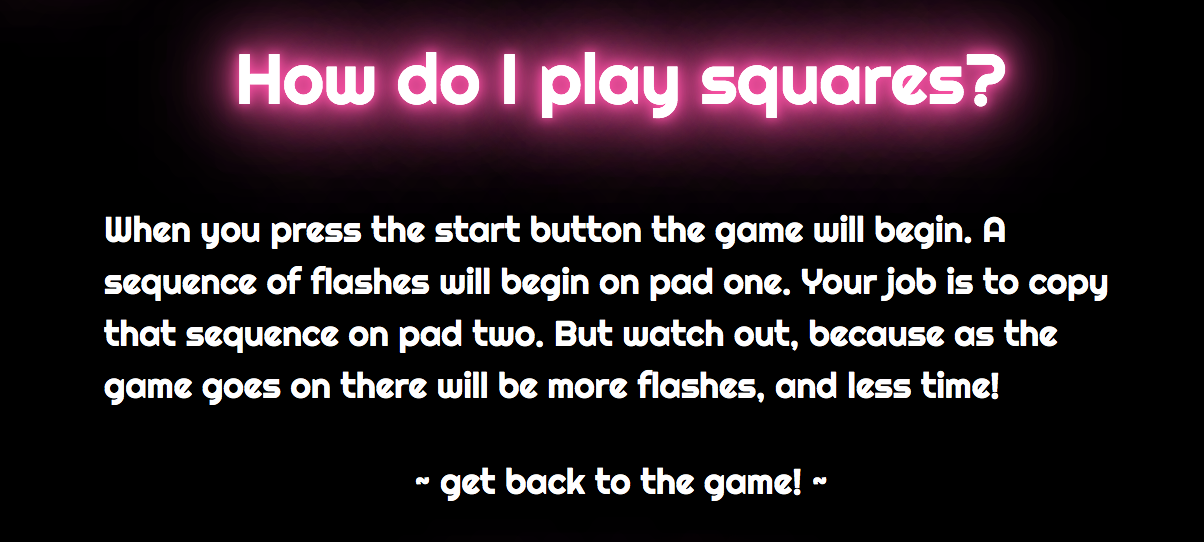 How do I play squares?
When you press the start button the game will begin. A
sequence of flashes will begin on pad one. Your job is to copy
that sequence on pad two. But watch out, because as the
game goes on there will be more flashes, and less time!
~ get back to the game! ~